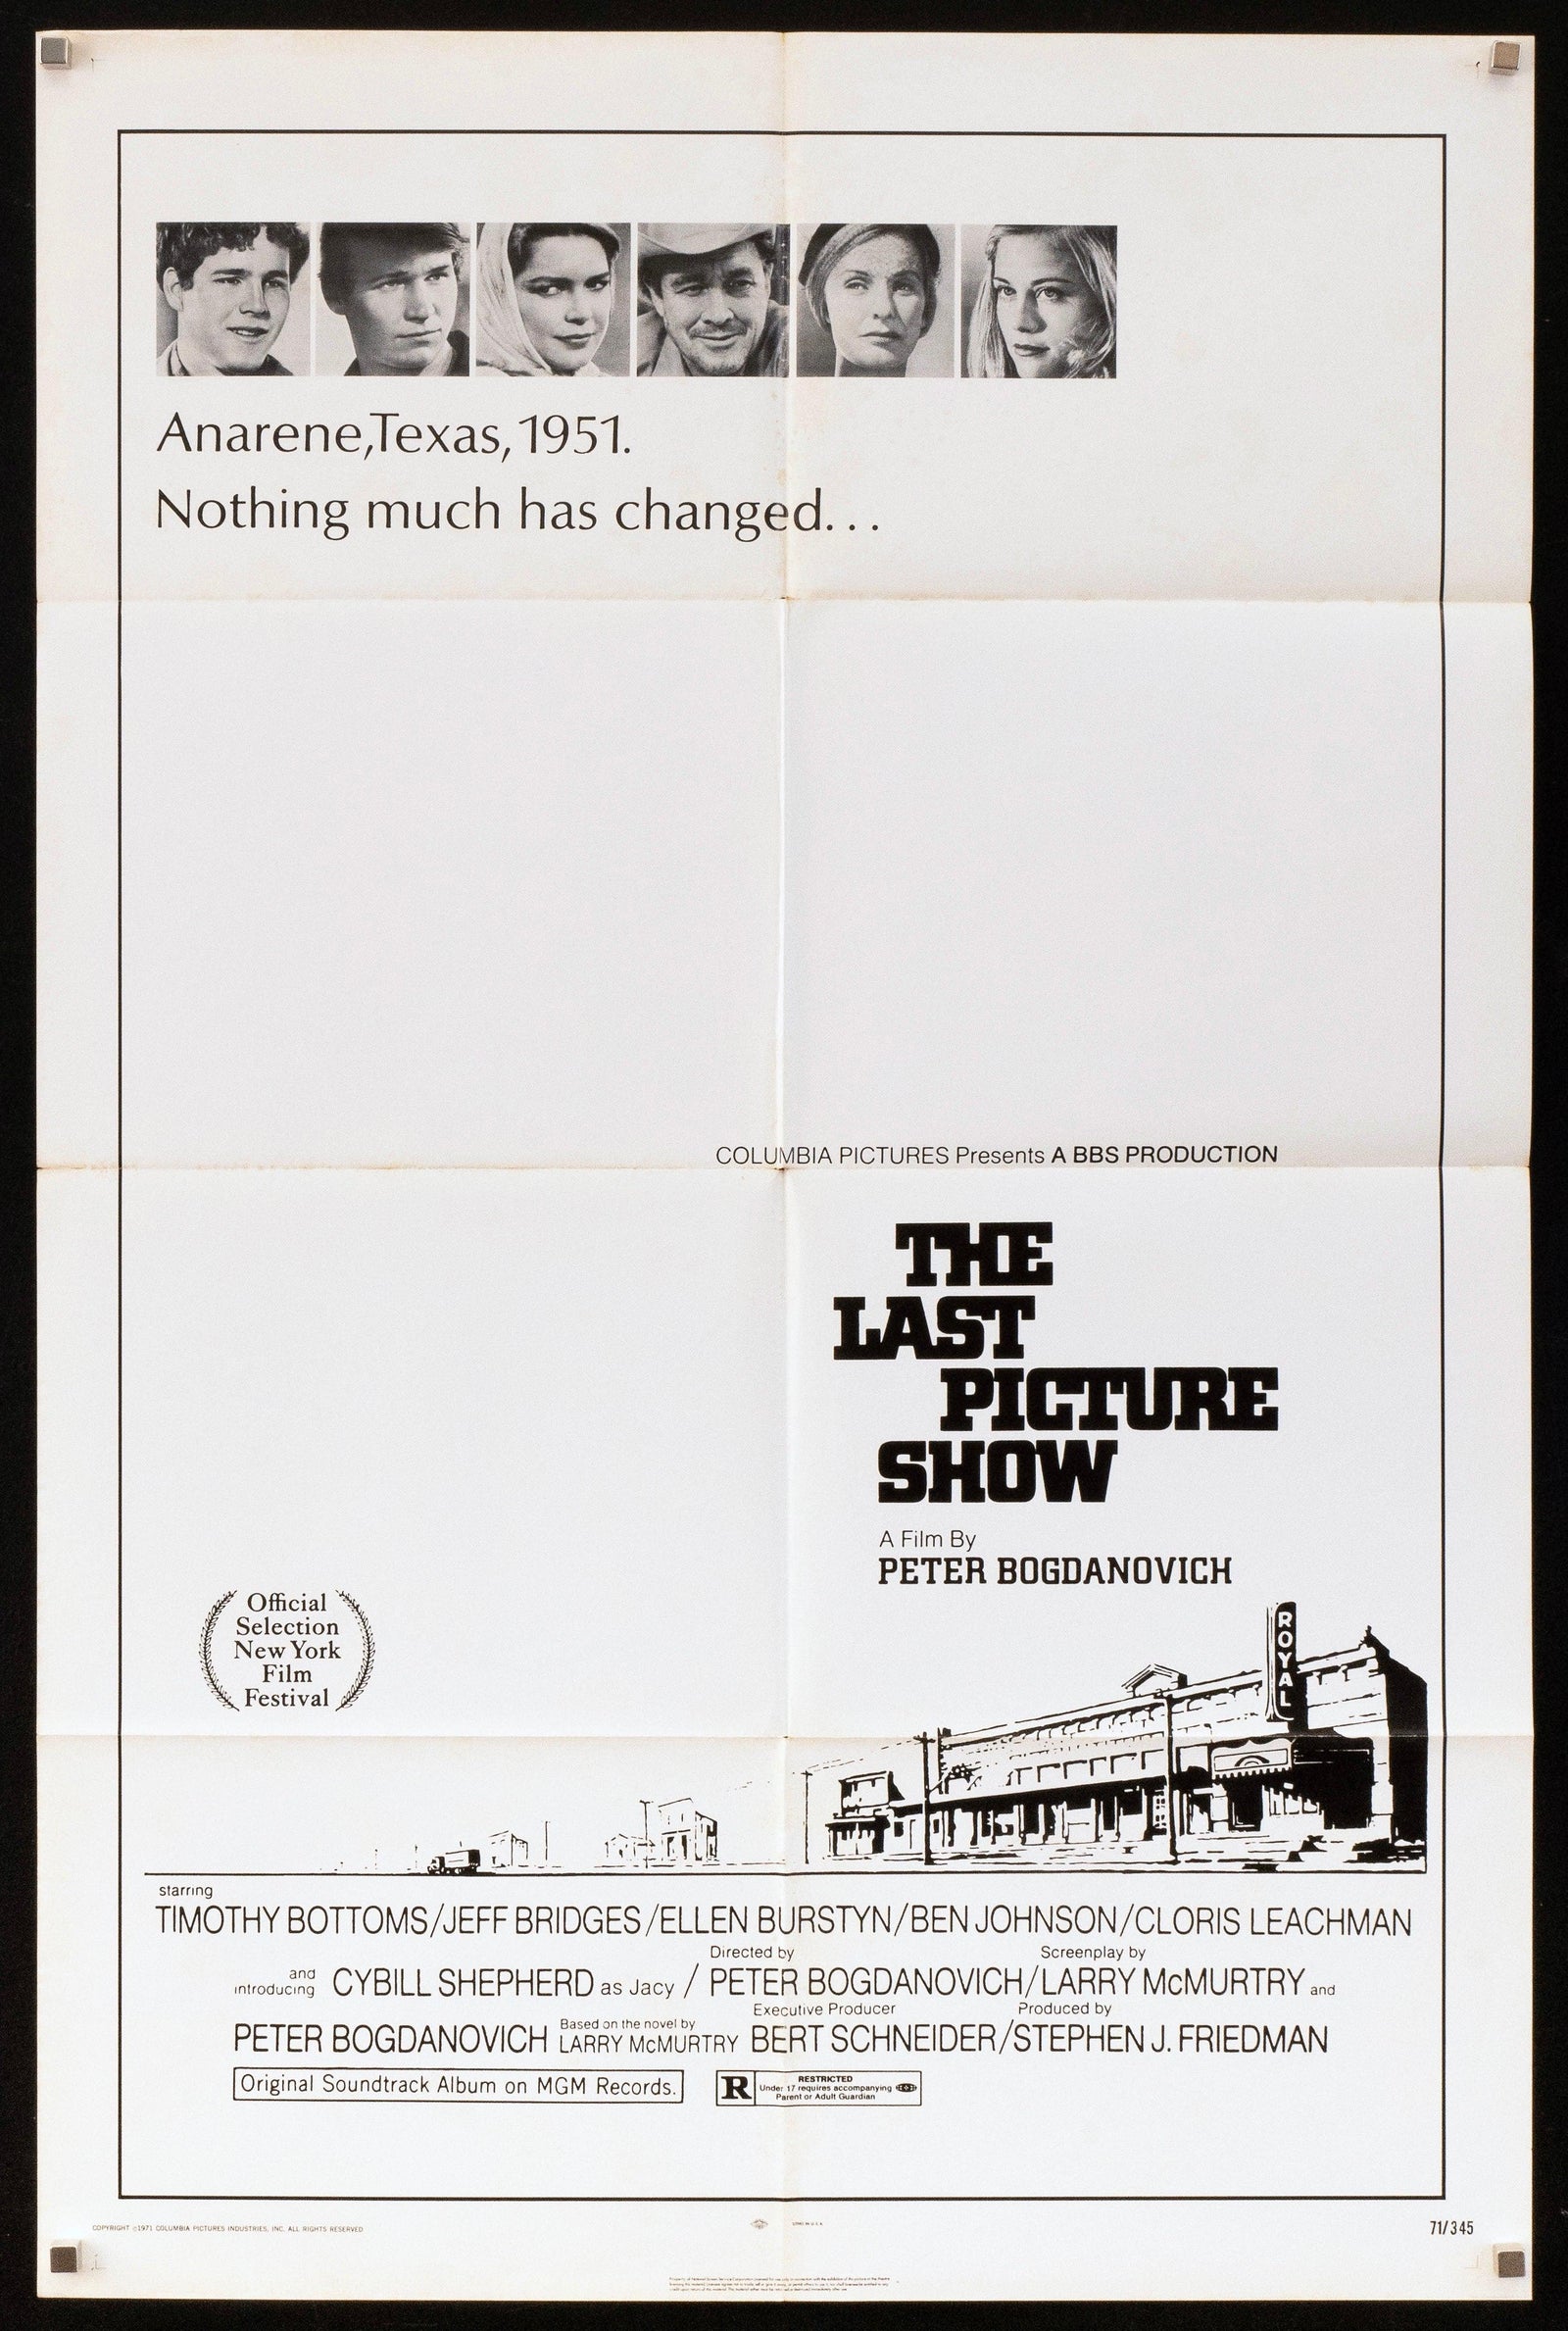 Anarene, Texas, 1951.
Nothing much has changed...
COLUMBIA PICTURES Presents A BBS PRODUCTION
THE
LAST
PICTURE
SHOW
A Film By
PETER BOGDANOVICH
Official
Selection
New York
Film
Festival
ROYAL
starring
TIMOTHY BOTTOMS/JEFF BRIDGES/ELLEN BURSTYN/BEN JOHNSON/CLORIS LEACHMAN
Directed by Screenplay by
and introducing CYBILL SHEPHERD as Jacy / PETER BOGDANOVICH/LARRY McMURTRY and
Executive Producer Produced by
PETER BOGDANOVICH Based on the novel by LARRY McMURTRY BERT SCHNEIDER/STEPHEN J. FRIEDMAN
Original Soundtrack Album on MGM Records.
R RESTRICTED
Under 17 requires accompanying
Parent or Adult Guardian
COPYRIGHT ©1971 COLUMBIA PICTURES INDUSTRIES, INC. ALL RIGHTS RESERVED
71/345